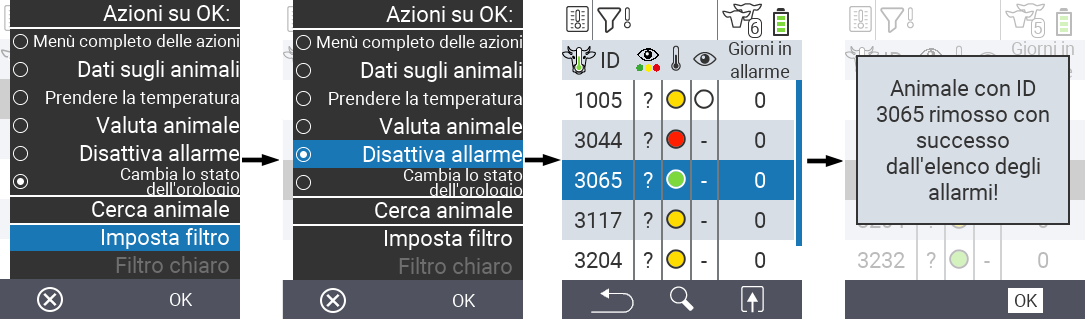 Azioni su OK:
Menù completo delle azioni
Dati sugli animali
Prendere la temperatura
Valuta animale
Disattiva allarme
Cambia lo stato
dell'orologio
Cerca animale
Imposta filtro
Filtro chiaro
OK
Azioni su OK:
Menù completo delle azioni
Dati sugli animali
Prendere la temperatura
Valuta animale
Disattiva allarme
Cambia lo stato
dell'orologio
Cerca animale
Imposta filtro
Filtro chiaro
OK
6
ID
Giorni in
allarme
1005 ? 0
3044 ? - 0
3065 ? - 0
3117 ? - 0
3204 ? - 0
5
Giorni in
Animale con ID
3065 rimosso con
successo
dall'elenco degli
allarmi!
3232 ? - 0
OK